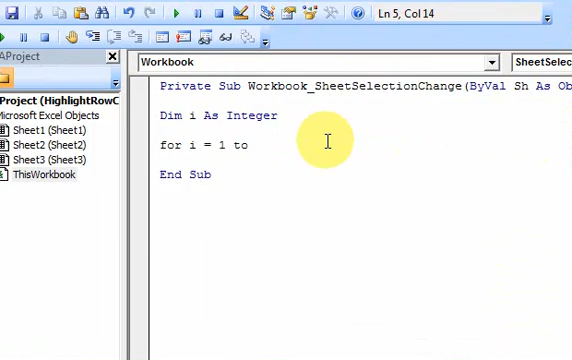 Ln 5, Col 14
AProject
Workbook
SheetSelec
Project (HighlightRowC
Private Sub Workbook_SheetSelectionChange(ByVal Sh As Ob
Microsoft Excel Objects
Dim i As Integer
Sheet1 (Sheet1)
Sheet2 (Sheet2)
for i = 1 to
Sheet3 (Sheet3)
ThisWorkbook
End Sub